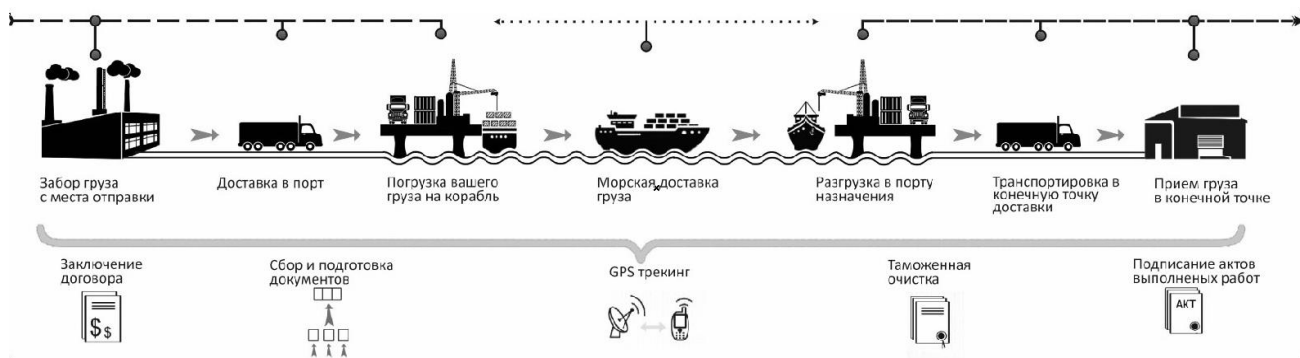 Забор груза
с места отправки
Доставка в порт
Погрузка вашего
груза на корабль
Морская доставка
груза
Разгрузка в порту
назначения
Транспортировка в
конечную точку
доставки
Прием груза
в конечной точке
Заключение
договора
$$
Сбор и подготовка
документов
GPS трекинг
Таможенная
очистка
Подписание актов
выполненых работ
АКТ